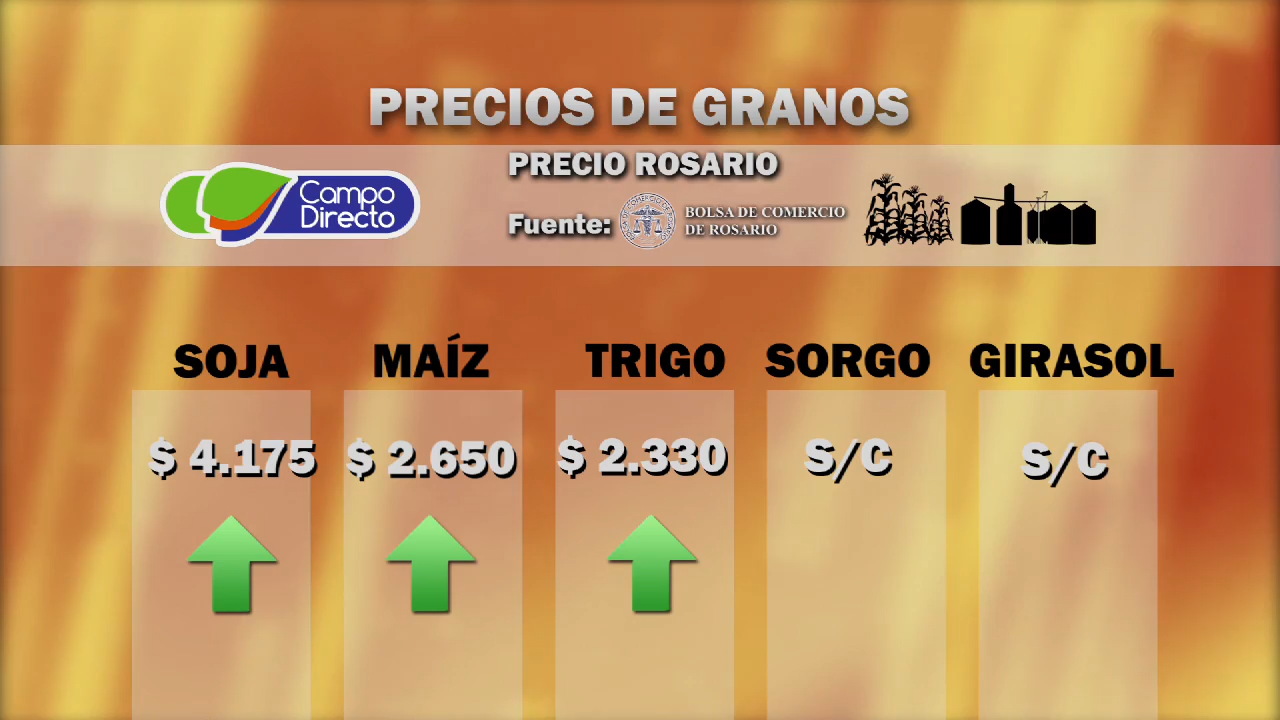 PRECIOS DE GRANOS
Campo
Directo
PRECIO ROSARIO
Fuente:
BOLSA DE COMERCIO
DE ROSARIO
SOJA MAÍZ TRIGO SORGO GIRASOL
$ 4.175 $ 2.650 $ 2.330 S/C S/C